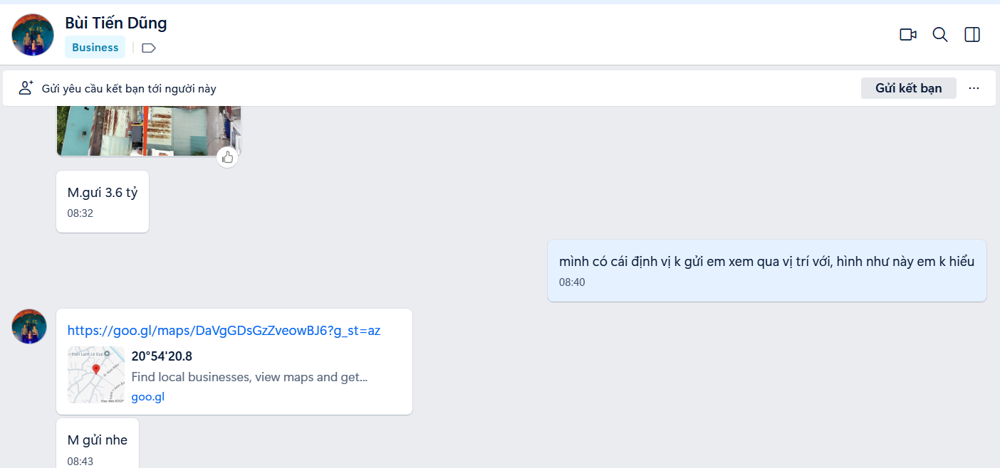 Bùi Tiến Dũng
Business
Gửi yêu cầu kết bạn tới người này
Gửi kết bạn
M.gưi 3.6 tỷ
08:32
mình có cái định vị k gửi em xem qua vị trí với, hình như này em k hiểu
08:40
https://goo.gl/maps/DaVgGDsGzZveowBJ6?g_st=az
20°54'20.8
Find local businesses, view maps and get...
goo.gl
M gửi nhe
08:43